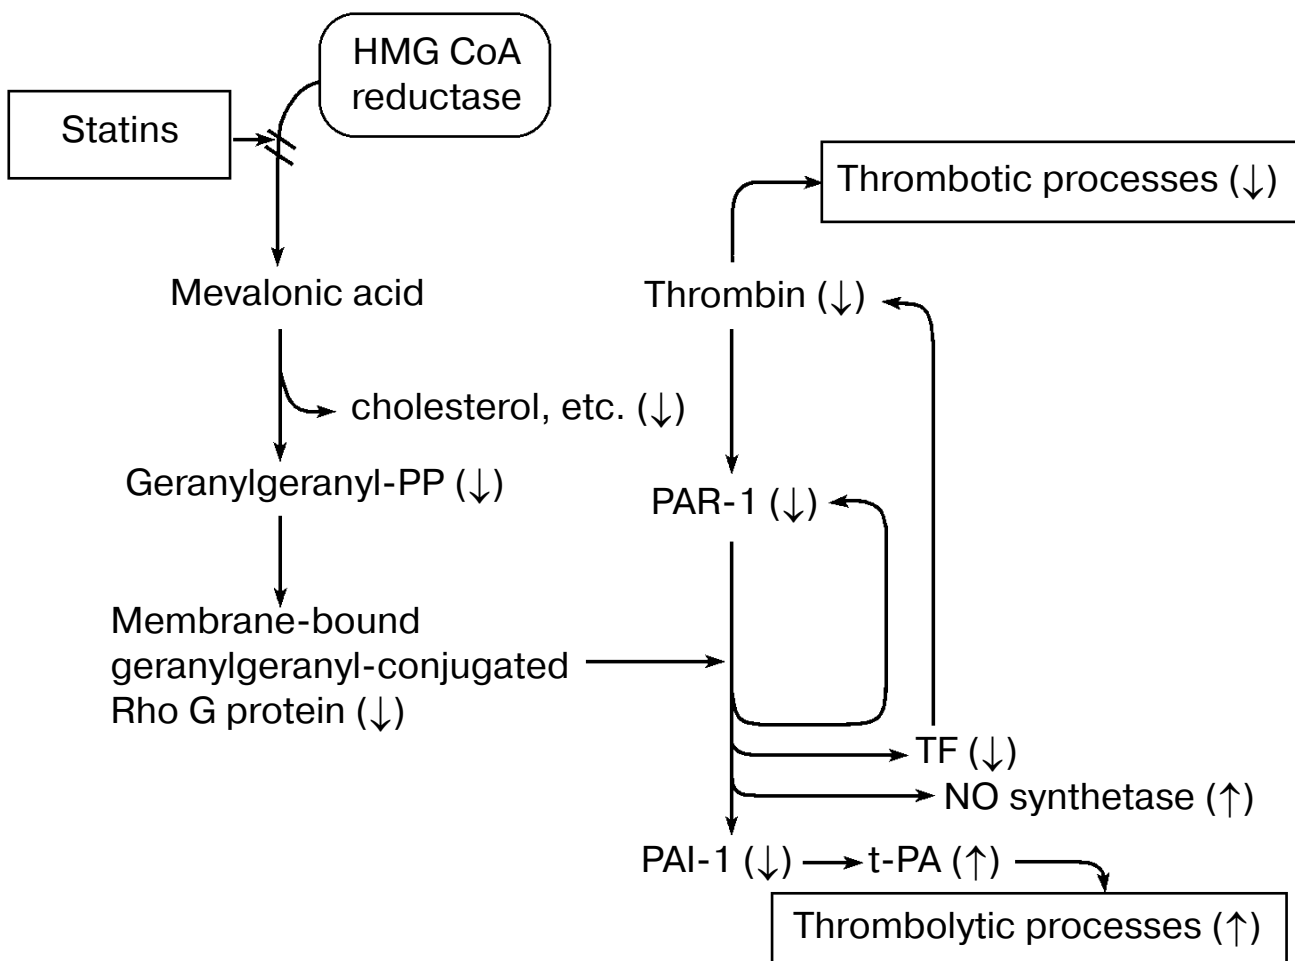 HMG CoA
reductase
Statins
Thrombotic processes (↓)
Mevalonic acid
Thrombin (↓)
cholesterol, etc. (↓)
Geranylgeranyl-PP (↓)
PAR-1 (↓)
Membrane-bound
geranylgeranyl-conjugated
Rho G protein (↓)
TF (↓)
NO synthetase (↑)
PAI-1 (↓)
t-PA (↑)
Thrombolytic processes (↑)